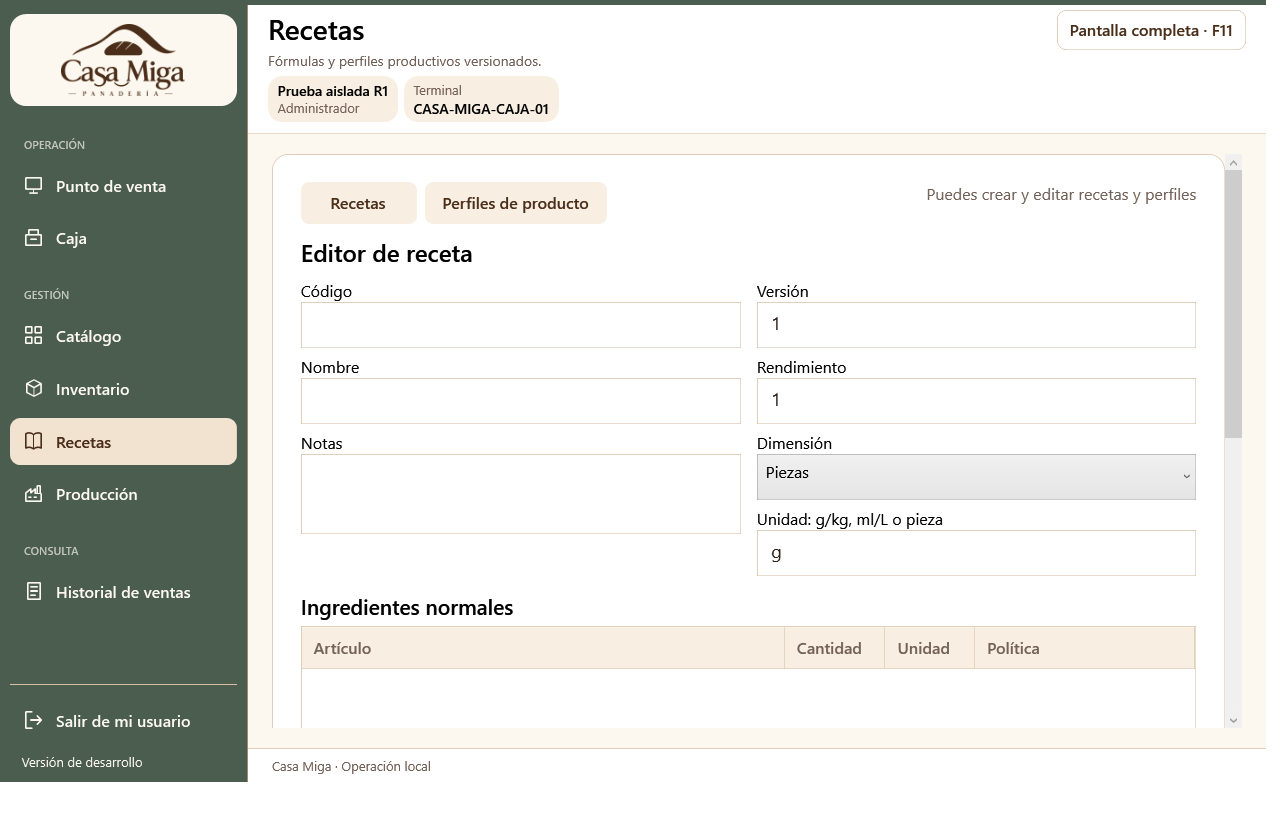 Casa Miga
PANADERÍA
OPERACIÓN
Punto de venta
Caja
GESTIÓN
Catálogo
Inventario
Recetas
Producción
CONSULTA
Historial de ventas
Salir de mi usuario
Versión de desarrollo
Recetas
Fórmulas y perfiles productivos versionados.
Prueba aislada R1
Administrador
Terminal
CASA-MIGA-CAJA-01
Pantalla completa · F11
Recetas
Perfiles de producto
Puedes crear y editar recetas y perfiles
Editor de receta
Código
Versión
1
Nombre
Rendimiento
1
Notas
Dimensión
Piezas
Unidad: g/kg, ml/L o pieza
g
Ingredientes normales
Artículo Cantidad Unidad Política
Casa Miga · Operación local